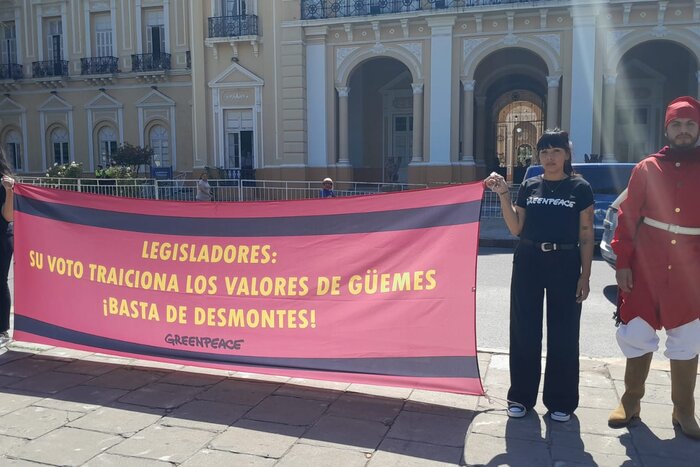 LEGISLADORES:
SU VOTO TRAICIONA LOS VALORES DE GÜEMES
¡BASTA DE DESMONTES!
GREENPEACE
GREENPEACE